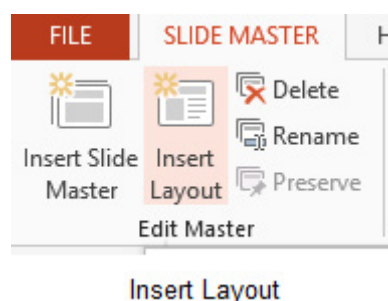 FILE SLIDE MASTER H
Insert Slide Master
Insert Layout
Delete
Rename
Preserve
Edit Master
Insert Layout